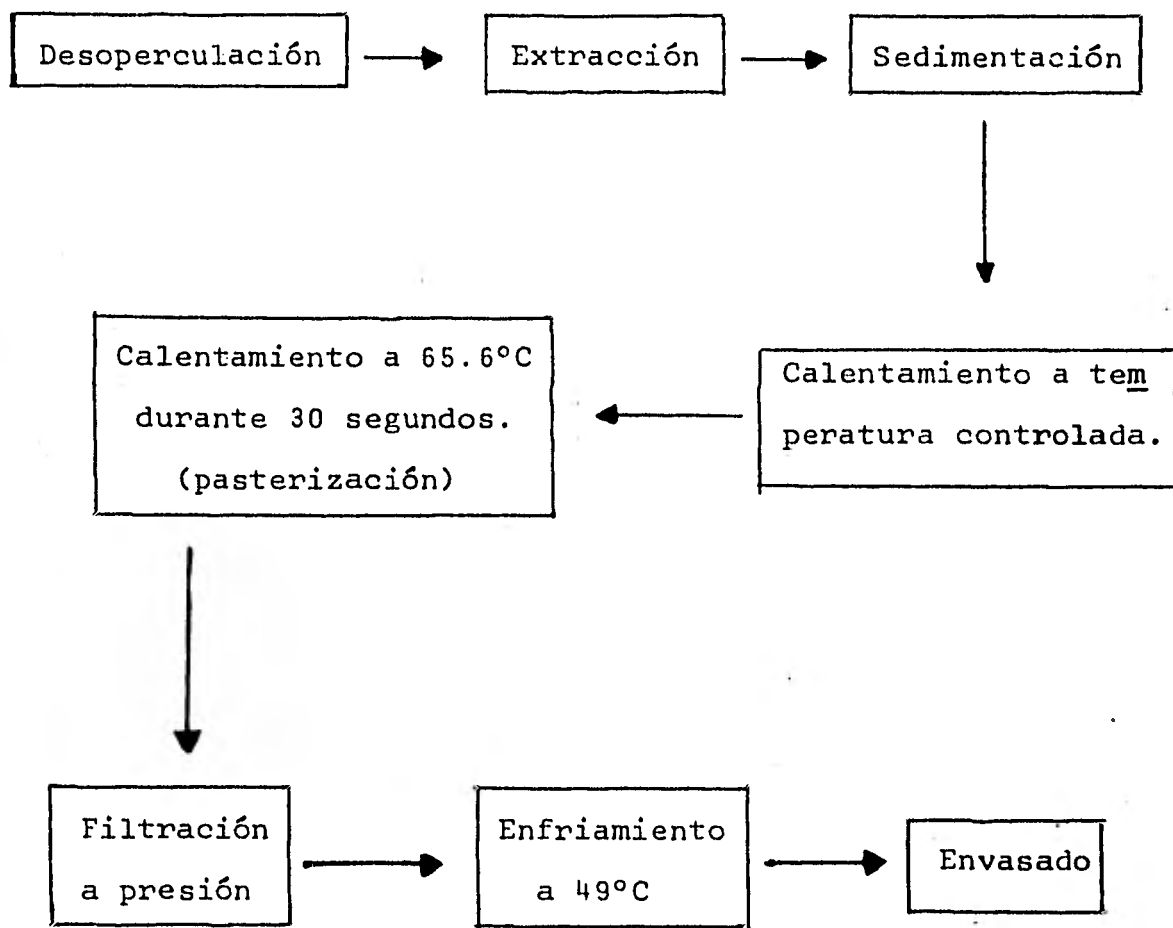 Desoperculación
Extracción
Sedimentación
Calentamiento a tem
peratura controlada.
Calentamiento a 65.6°C
durante 30 segundos.
(pasterización)
Filtración
a presión
Enfriamiento
a 49°C
Envasado